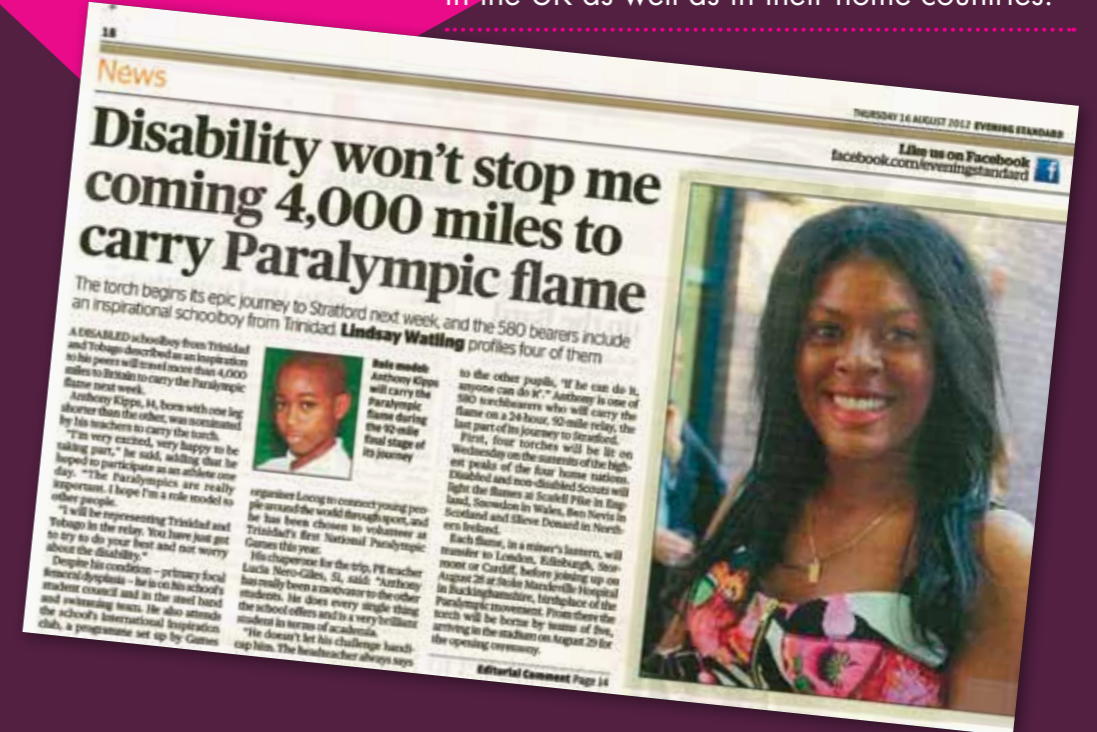 in the UK as well as in their home countries.
18
News
THURSDAY 16 AUGUST 2012 EVENING STANDARD
Like us on Facebook
facebook.com/eveningstandard
Disability won't stop me
coming 4,000 miles to
carry Paralympic flame
The torch begins its epic journey to Stratford next week, and the 580 bearers include
an inspirational schoolboy from Trinidad. Lindsay Watling profiles four of them
A DISABLED schoolboy from Trinidad
and Tobago described as an inspiration
to his peers will travel more than 4,000
miles to Britain to carry the Paralympic
flame next week.
Anthony Kipps, 14, born with one leg
shorter than the other, was nominated
by his teachers to carry the torch.
"I'm very excited, very happy to be
taking part," he said, adding that he
hoped to participate as an athlete one
day. "The Paralympics are really
important. I hope I'm a role model to
other people.
"I will be representing Trinidad and
Tobago in the relay. You have just got
to try to do your best and not worry
about the disability."
Despite his condition – primary focal
femoral dysplasia – he is on his school's
student council and in the steel band
and swimming team. He also attends
the school's International Inspiration
club, a programme set up by Games
Role model:
Anthony Kipps
will carry the
Paralympic
flame during
the 92-mile
final stage of
its journey
organiser Locog to connect young peo-
ple around the world through sport, and
he has been chosen to volunteer at
Trinidad's first National Paralympic
Games this year.
His chaperone for the trip, PE teacher
Lucia Nero-Giles, 51, said: "Anthony
has really been a motivator to the other
students. He does every single thing
the school offers and is a very brilliant
student in terms of academia.
"He doesn't let his challenge handi-
cap him. The headteacher always says
to the other pupils, 'If he can do it,
anyone can do it'." Anthony is one of
580 torchbearers who will carry the
flame on a 24-hour, 92-mile relay, the
last part of its journey to Stratford.
First, four torches will be lit on
Wednesday on the summits of the high-
est peaks of the four home nations.
Disabled and non-disabled Scouts will
light the flames at Scafell Pike in Eng-
land, Snowdon in Wales, Ben Nevis in
Scotland and Slieve Donard in North-
ern Ireland.
Each flame, in a miner's lantern, will
transfer to London, Edinburgh, Stor-
mont or Cardiff, before joining up on
August 28 at Stoke Mandeville Hospital
in Buckinghamshire, birthplace of the
Paralympic movement. From there the
torch will be borne by teams of five,
arriving in the stadium on August 29 for
the opening ceremony.
Editorial Comment Page 14